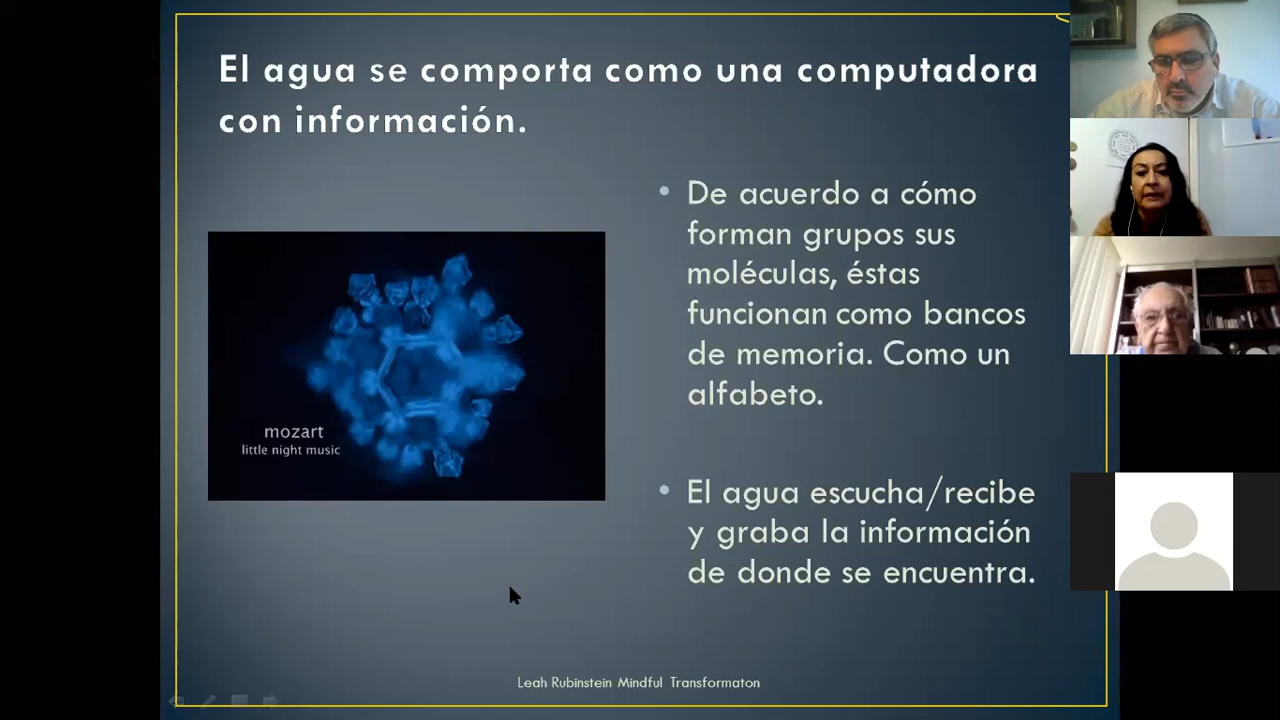 El agua se comporta como una computadora
con información.
De acuerdo a cómo
forman grupos sus
moléculas, éstas
funcionan como bancos
de memoria. Como un
alfabeto.
mozart
little night music
El agua escucha/recibe
y graba la información
de donde se encuentra.
Leah Rubinstein Mindful Transformaton